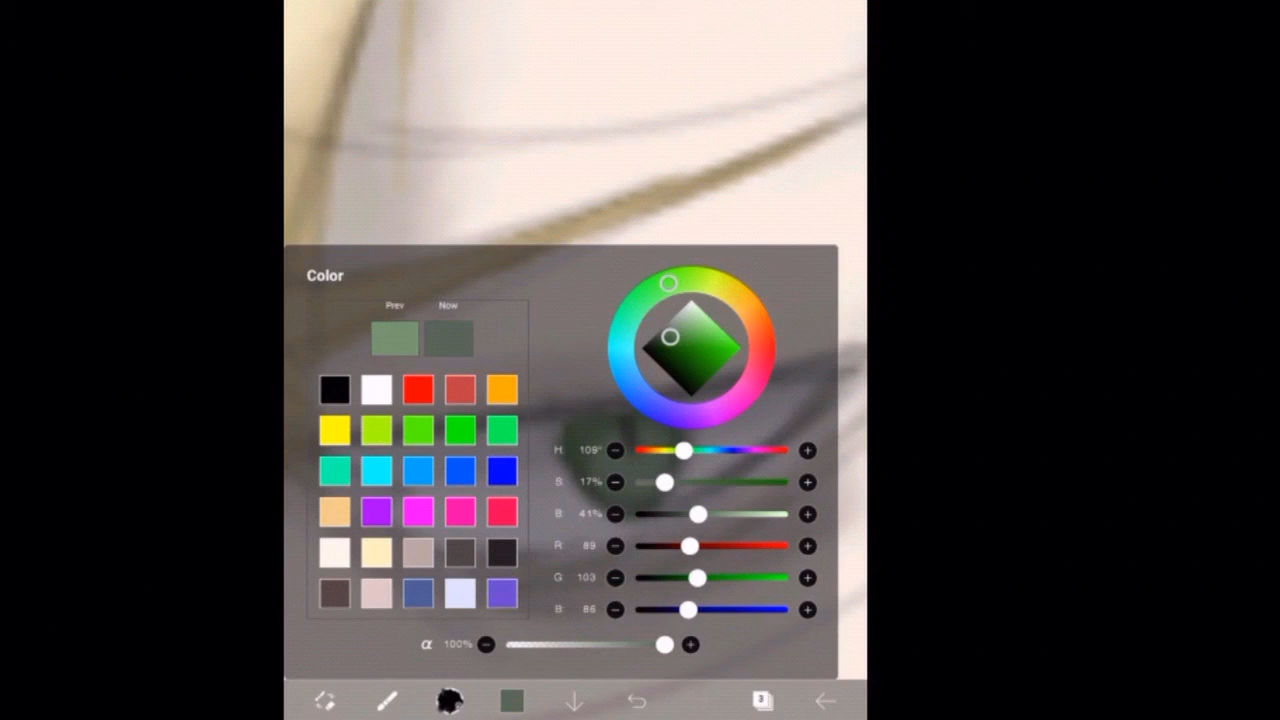 Color
Prev Now
H: 109°
S: 17%
B: 41%
R: 89
G: 103
B: 86
α 100%
3